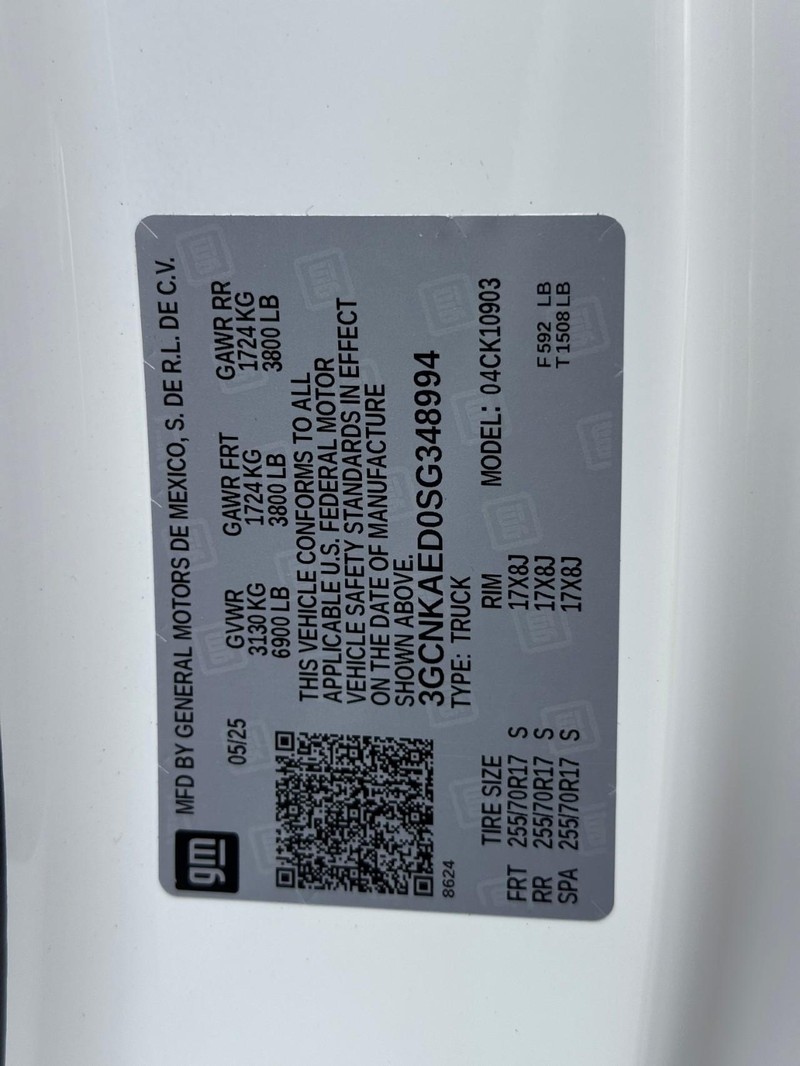 gm
MFD BY GENERAL MOTORS DE MEXICO, S. DE R.L. DE C.V.
05/25
GVWR GAWR FRT GAWR RR
3130 KG 1724 KG 1724 KG
6900 LB 3800 LB 3800 LB
THIS VEHICLE CONFORMS TO ALL
APPLICABLE U.S. FEDERAL MOTOR
VEHICLE SAFETY STANDARDS IN EFFECT
ON THE DATE OF MANUFACTURE
SHOWN ABOVE.
3GCNKAED0SG348994
8624
TYPE: TRUCK
MODEL: 04CK10903
TIRE SIZE RIM
FRT 255/70R17 S 17X8J
RR 255/70R17 S 17X8J
SPA 255/70R17 S 17X8J
F 592 LB
T 1508 LB